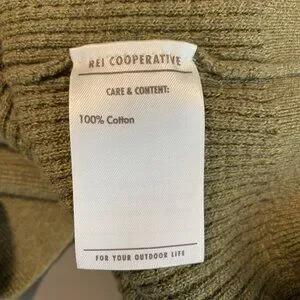 REI COOPERATIVE
CARE & CONTENT:
100% Cotton
FOR YOUR OUTDOOR LIFE